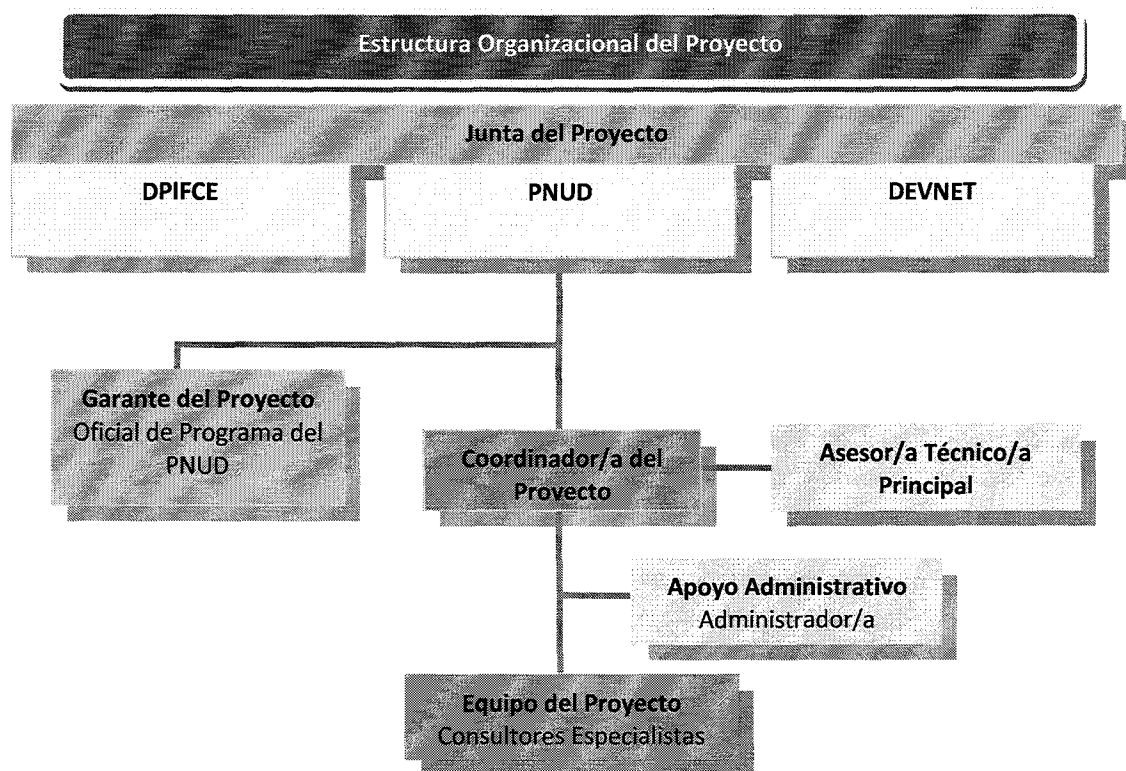 Estructura Organizacional del Proyecto
Junta del Proyecto
DPIFCE
PNUD
DEVNET
Garante del Proyecto
Oficial de Programa del
PNUD
Coordinador/a del
Proyecto
Asesor/a Técnico/a
Principal
Apoyo Administrativo
Administrador/a
Equipo del Proyecto
Consultores Especialistas